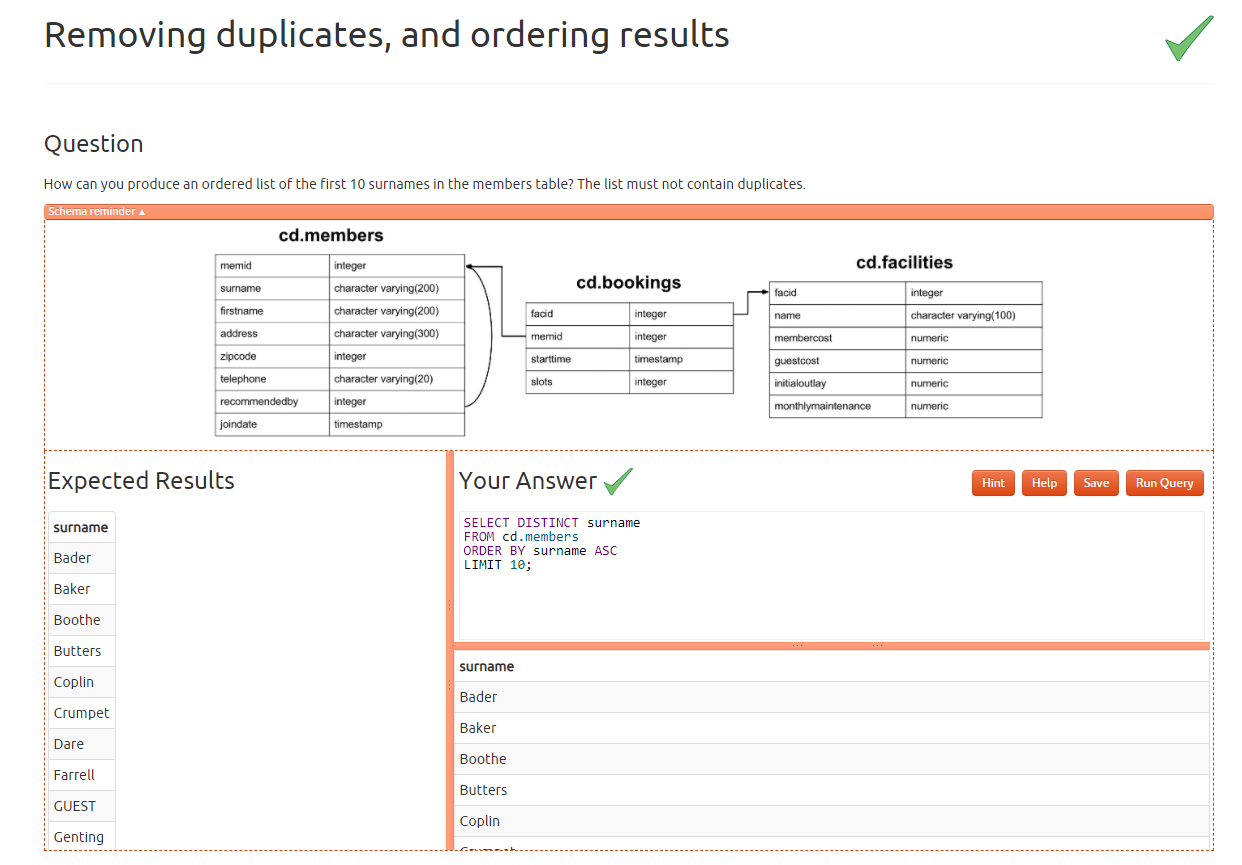 Removing duplicates, and ordering results
Question
How can you produce an ordered list of the first 10 surnames in the members table? The list must not contain duplicates.
Schema reminder ▲
cd.members
memid integer
surname character varying(200)
firstname character varying(200)
address character varying(300)
zipcode integer
telephone character varying(20)
recommendedby integer
joindate timestamp
cd.bookings
facid integer
memid integer
starttime timestamp
slots integer
cd.facilities
facid integer
name character varying(100)
membercost numeric
guestcost numeric
initialoutlay numeric
monthlymaintenance numeric
Expected Results
surname
Bader
Baker
Boothe
Butters
Coplin
Crumpet
Dare
Farrell
GUEST
Genting
Your Answer
Hint Help Save Run Query
SELECT DISTINCT surname
FROM cd.members
ORDER BY surname ASC
LIMIT 10;
surname
Bader
Baker
Boothe
Butters
Coplin